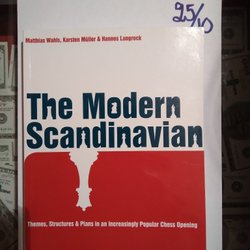 25/10
Matthias Wahls, Karsten Müller & Hannes Langrock
The Modern
Scandinavian
Themes, Structures & Plans in an Increasingly Popular Chess Opening